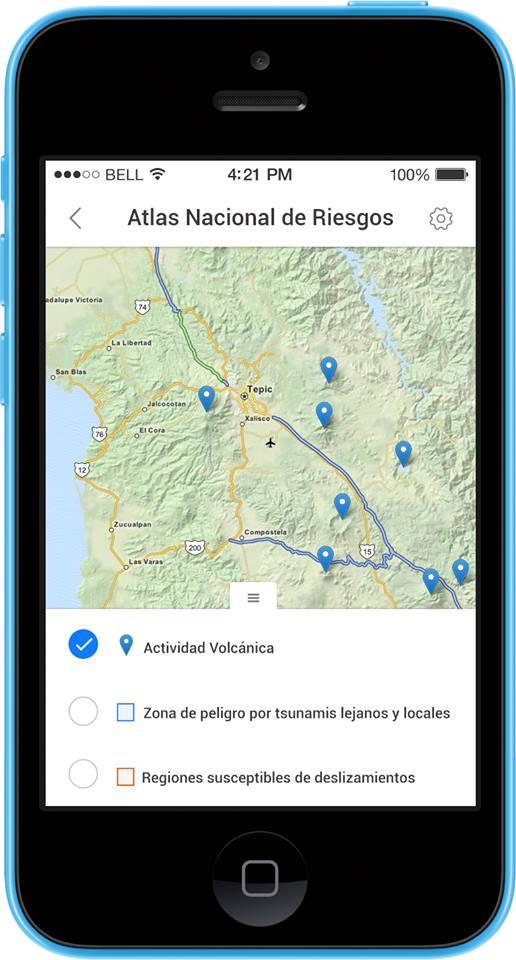 BELL 4:21 PM 100%
Atlas Nacional de Riesgos
adalupe Victoria
74
La Libertad
San Blas
Tepic
Jalcocotan
Xalisco
76
El Cora
12
Zucualpan
Compostela
200
15
Las Varas
Actividad Volcánica
Zona de peligro por tsunamis lejanos y locales
Regiones susceptibles de deslizamientos